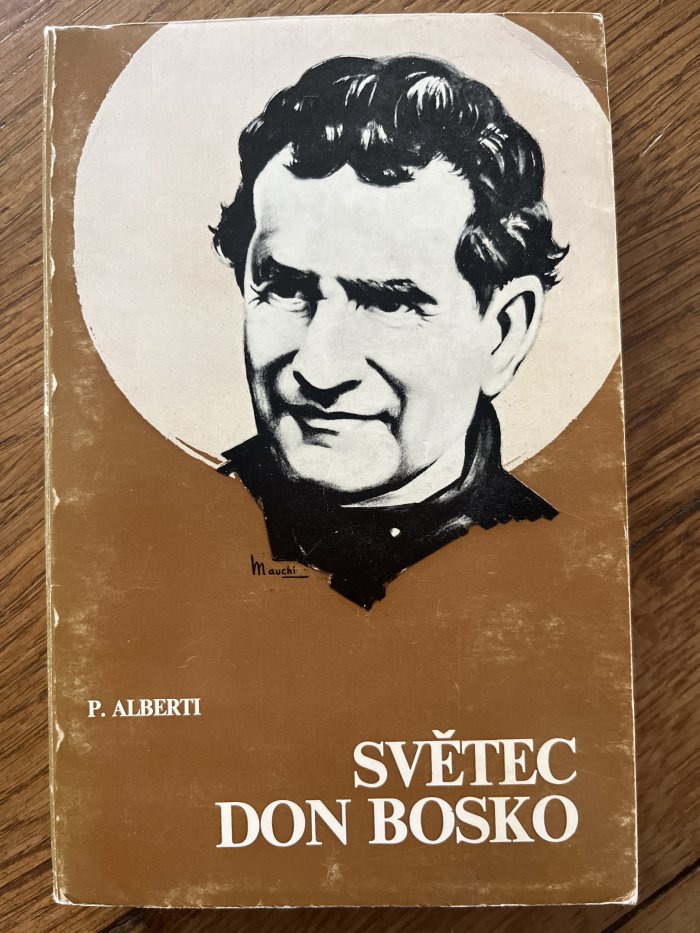 Mauchi
P. ALBERTI
SVĚTEC
DON BOSKO